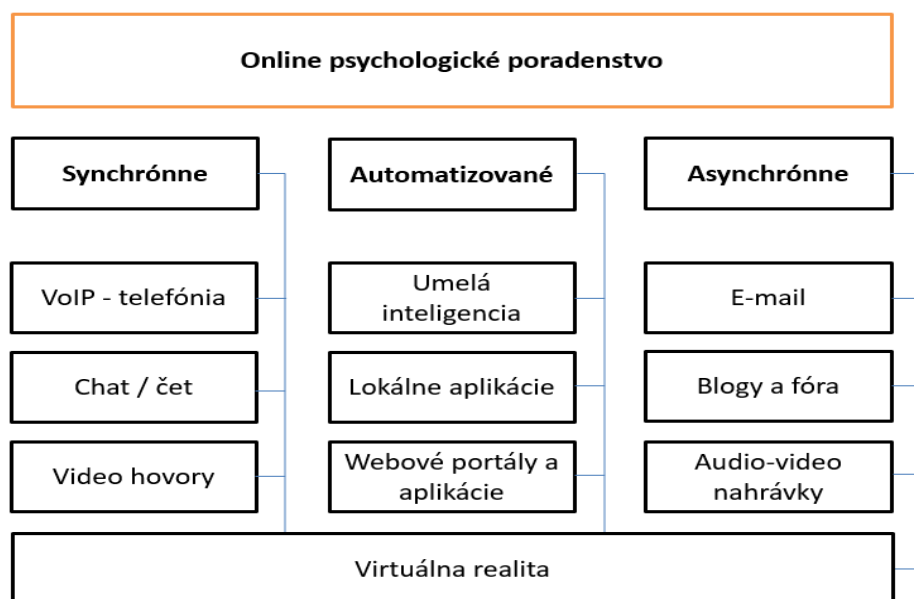 Online psychologické poradenstvo
Synchrónne
Automatizované
Asynchrónne
VoIP - telefónia
Umelá
inteligencia
E-mail
Chat / čet
Lokálne aplikácie
Blogy a fóra
Video hovory
Webové portály a
aplikácie
Audio-video
nahrávky
Virtuálna realita